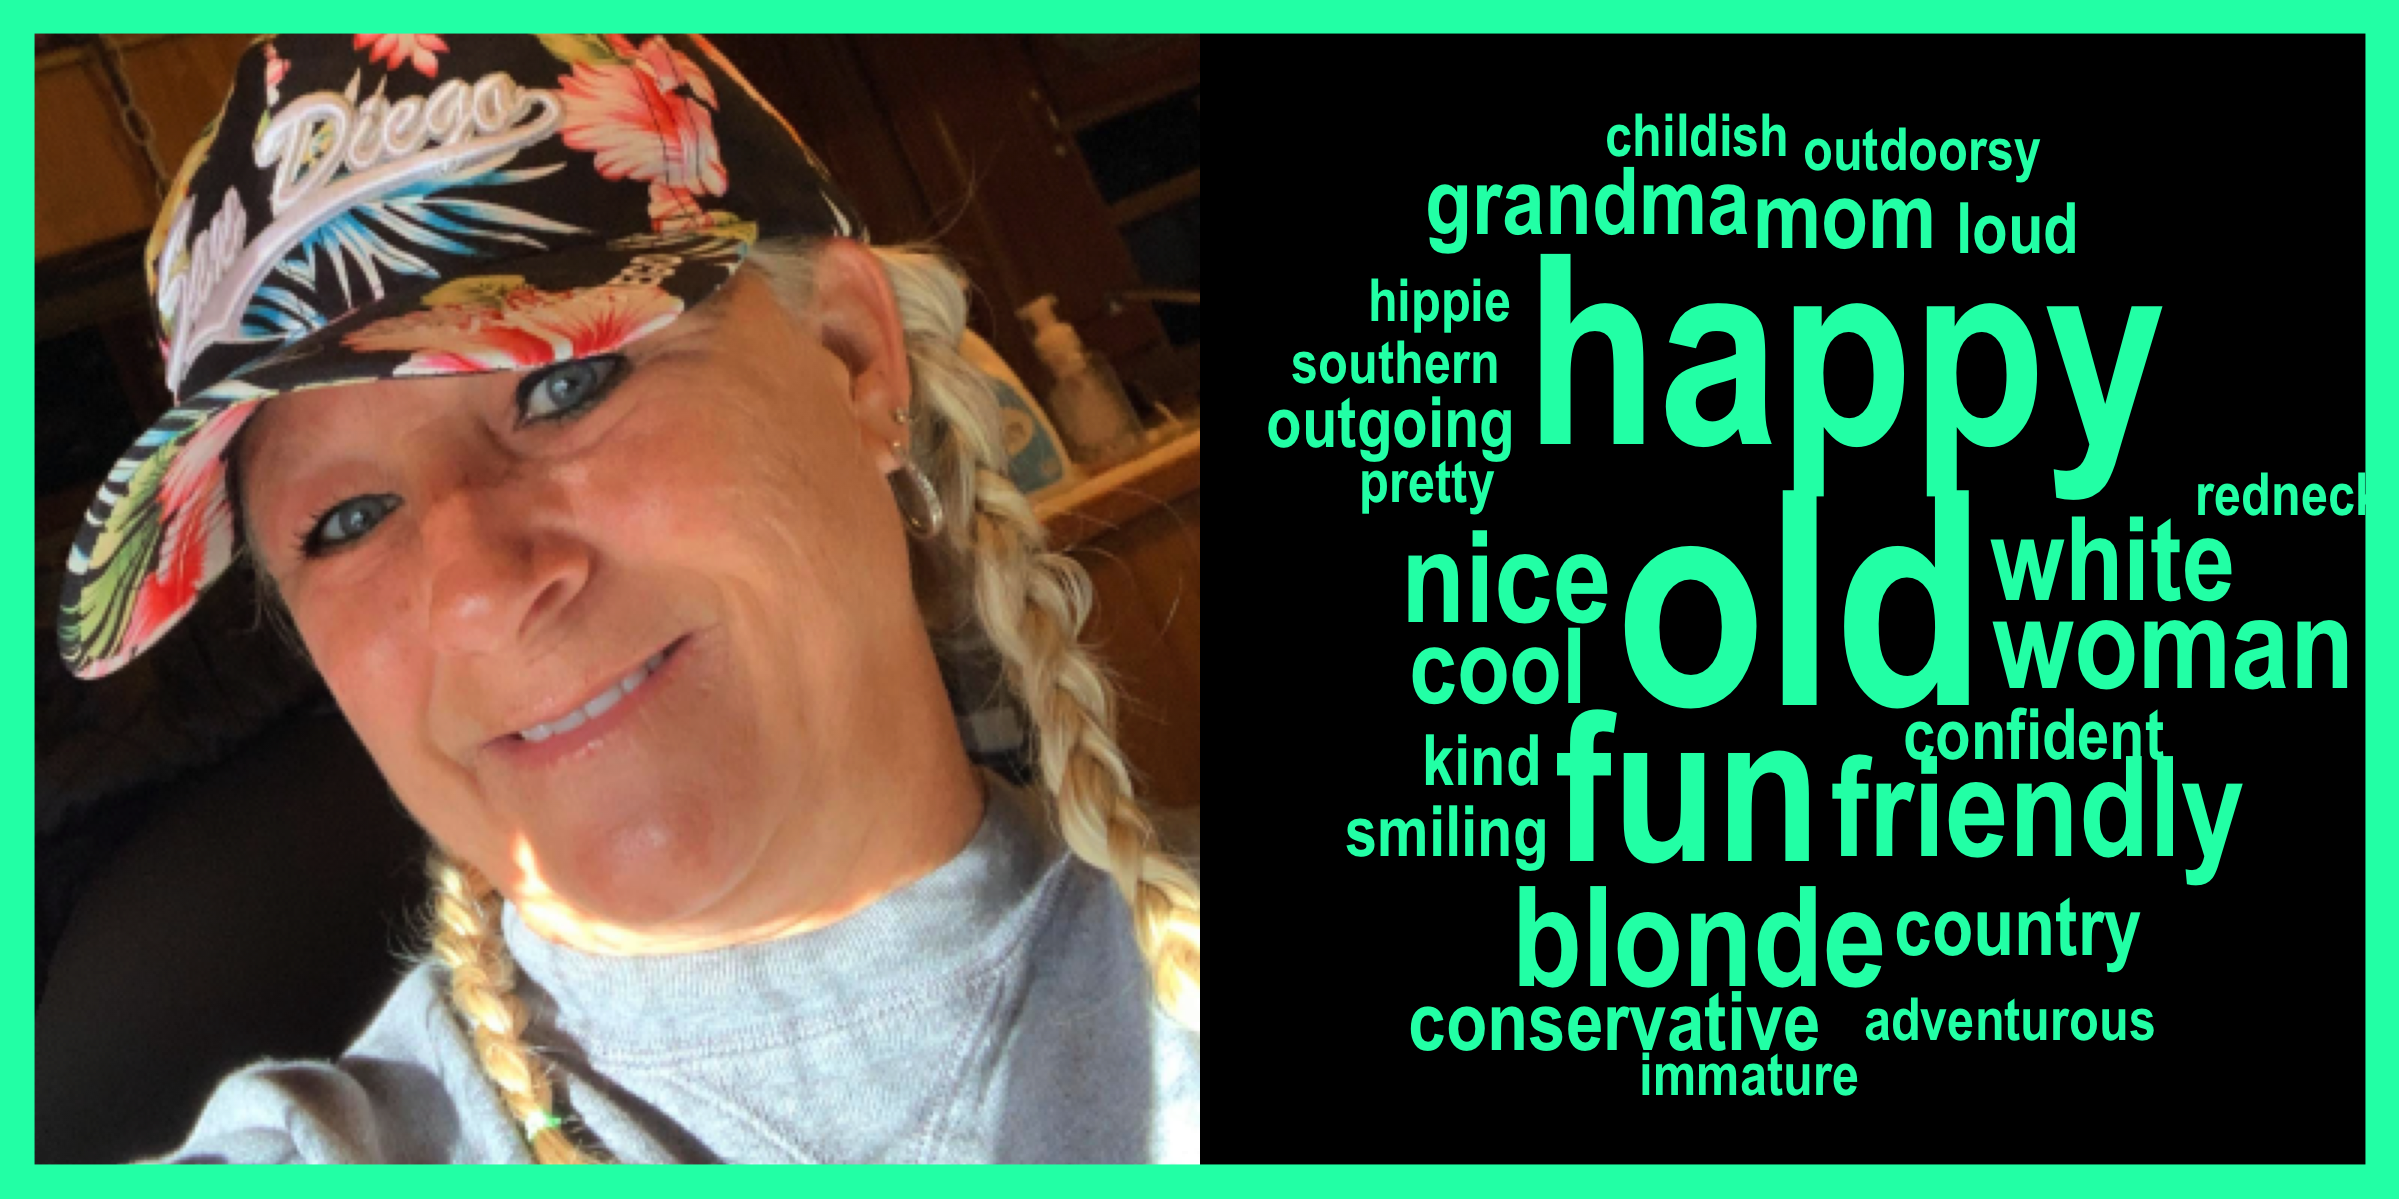 San Diego
childish outdoorsy
grandma mom loud
hippie happy
southern
outgoing
pretty
redneck
nice old white
cool woman
confident
kind fun friendly
smiling
blonde country
conservative adventurous
immature